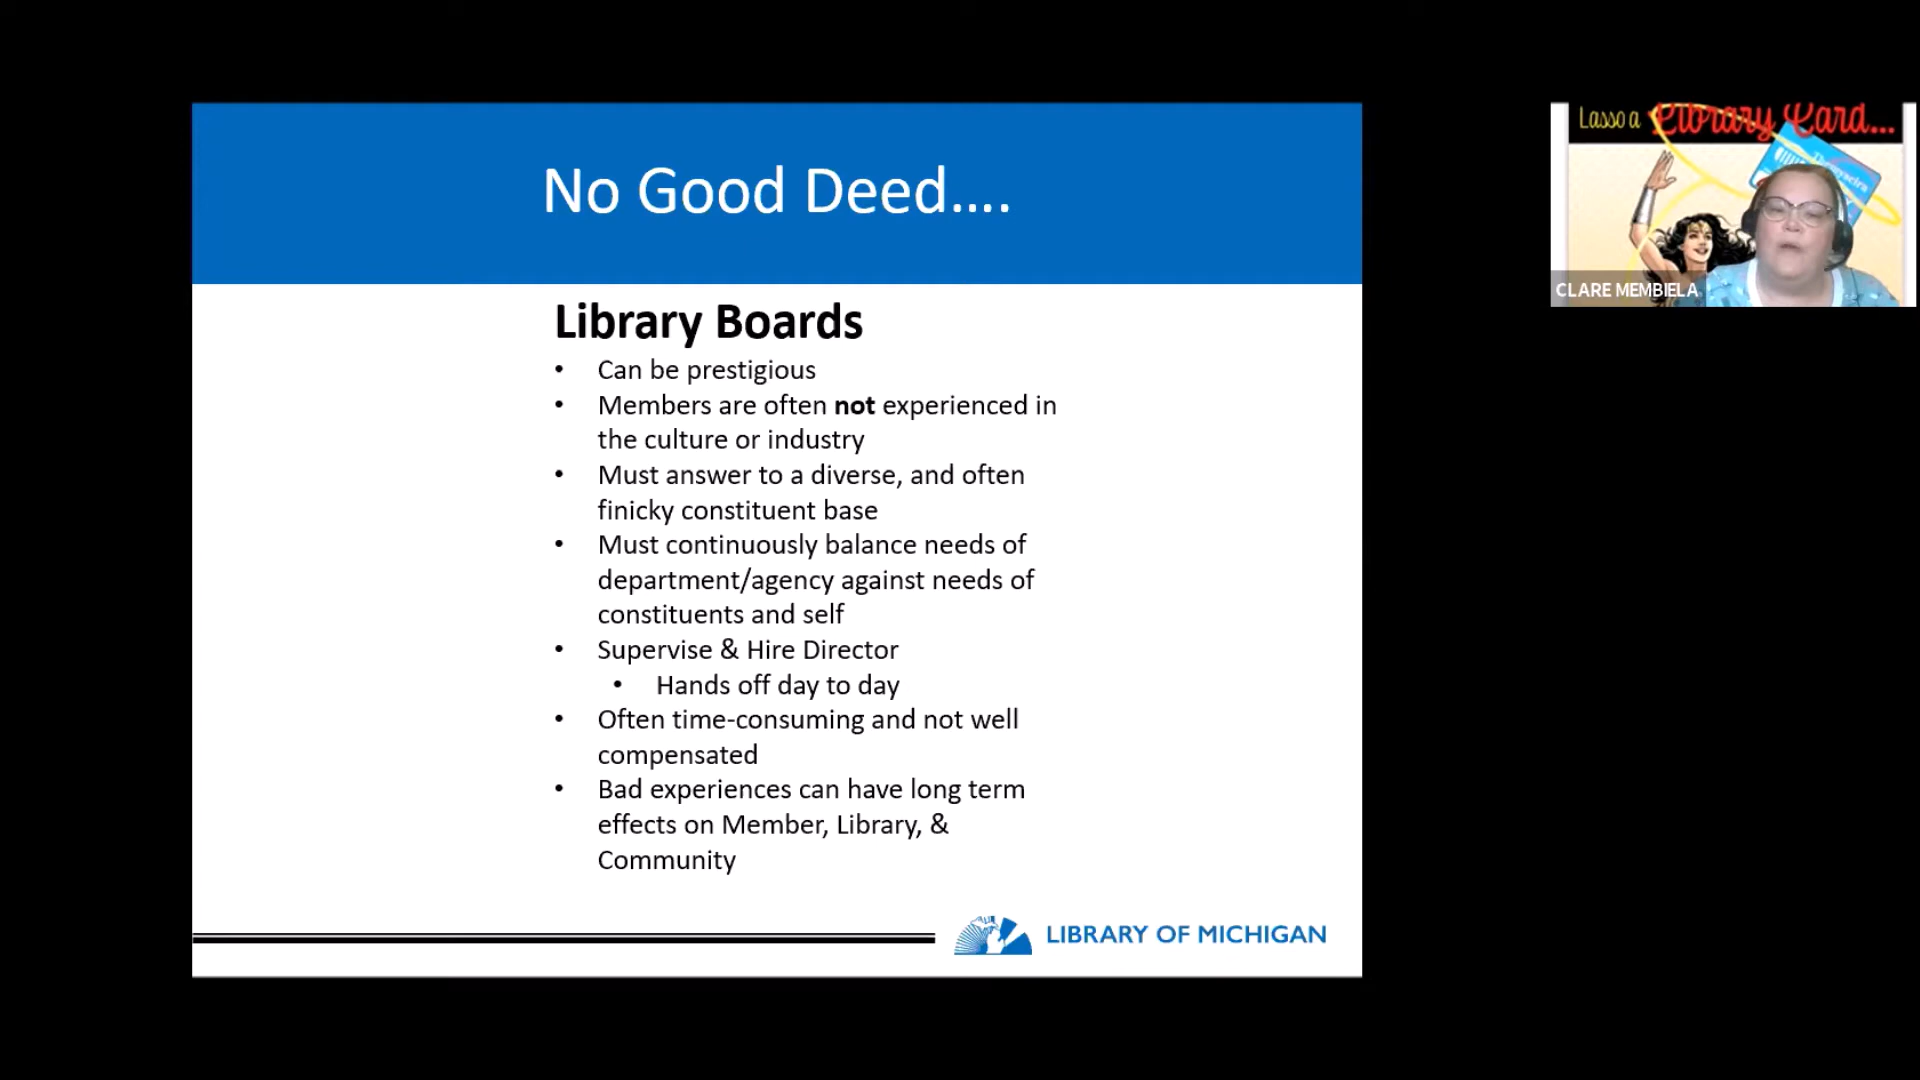 No Good Deed....
Library Boards
• Can be prestigious
• Members are often not experienced in
the culture or industry
• Must answer to a diverse, and often
finicky constituent base
• Must continuously balance needs of
department/agency against needs of
constituents and self
• Supervise & Hire Director
• Hands off day to day
• Often time-consuming and not well
compensated
• Bad experiences can have long term
effects on Member, Library, &
Community
LIBRARY OF MICHIGAN
Lasso a Library Card...
CLARE MEMBIELA